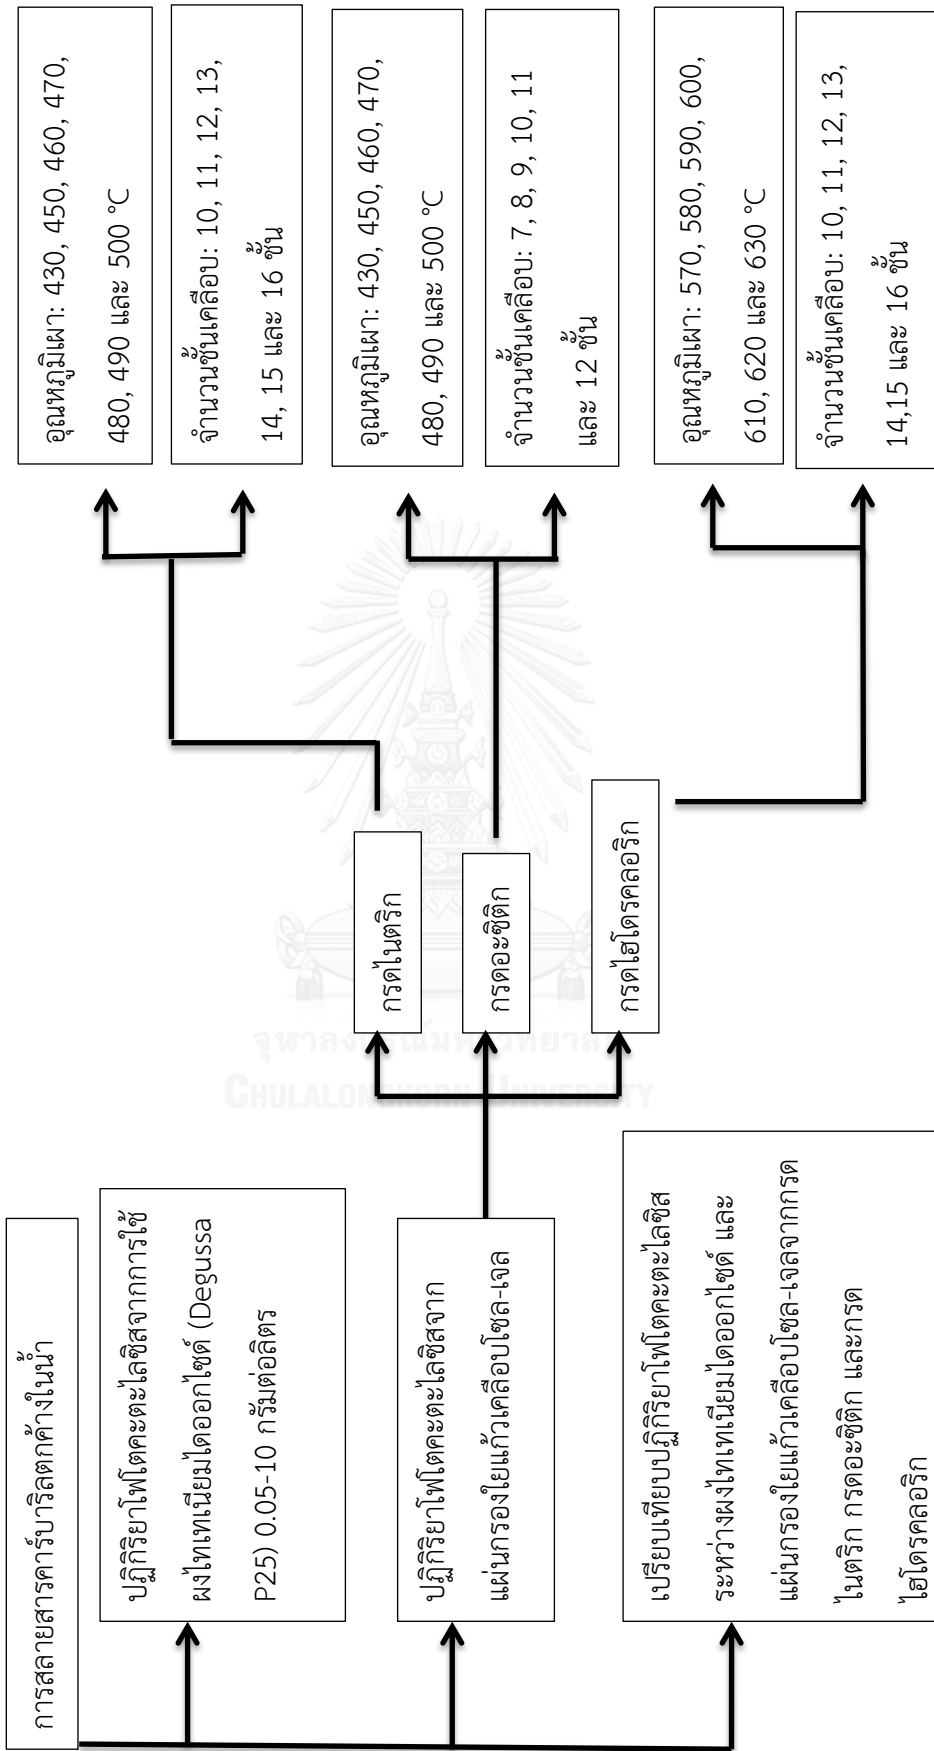 การสลายสารคาร์บาริลตกค้างในน้ำ
ปฏิกิริยาโฟโตคะตะไลซิสจากการใช้
ผงไทเทเนียมไดออกไซด์ (Degussa
P25) 0.05-10 กรัมต่อลิตร
ปฏิกิริยาโฟโตคะตะไลซิสจาก
แผ่นกรองใยแก้วเคลือบโซล-เจล
เปรียบเทียบปฏิกิริยาโฟโตคะตะไลซิส
ระหว่างผงไทเทเนียมไดออกไซด์ และ
แผ่นกรองใยแก้วเคลือบโซล-เจลจากกรด
ไนตริก กรดอะซิติก และกรด
ไฮโดรคลอริก
กรดไนตริก
กรดอะซิติก
กรดไฮโดรคลอริก
อุณหภูมิเผา: 430, 450, 460, 470,
480, 490 และ 500 °C
จำนวนชั้นเคลือบ: 10, 11, 12, 13,
14, 15 และ 16 ชั้น
อุณหภูมิเผา: 430, 450, 460, 470,
480, 490 และ 500 °C
จำนวนชั้นเคลือบ: 7, 8, 9, 10, 11
และ 12 ชั้น
อุณหภูมิเผา: 570, 580, 590, 600,
610, 620 และ 630 °C
จำนวนชั้นเคลือบ: 10, 11, 12, 13,
14,15 และ 16 ชั้น
จุฬาลงกรณ์มหาวิทยาลัย
CHULALONGKORN UNIVERSITY